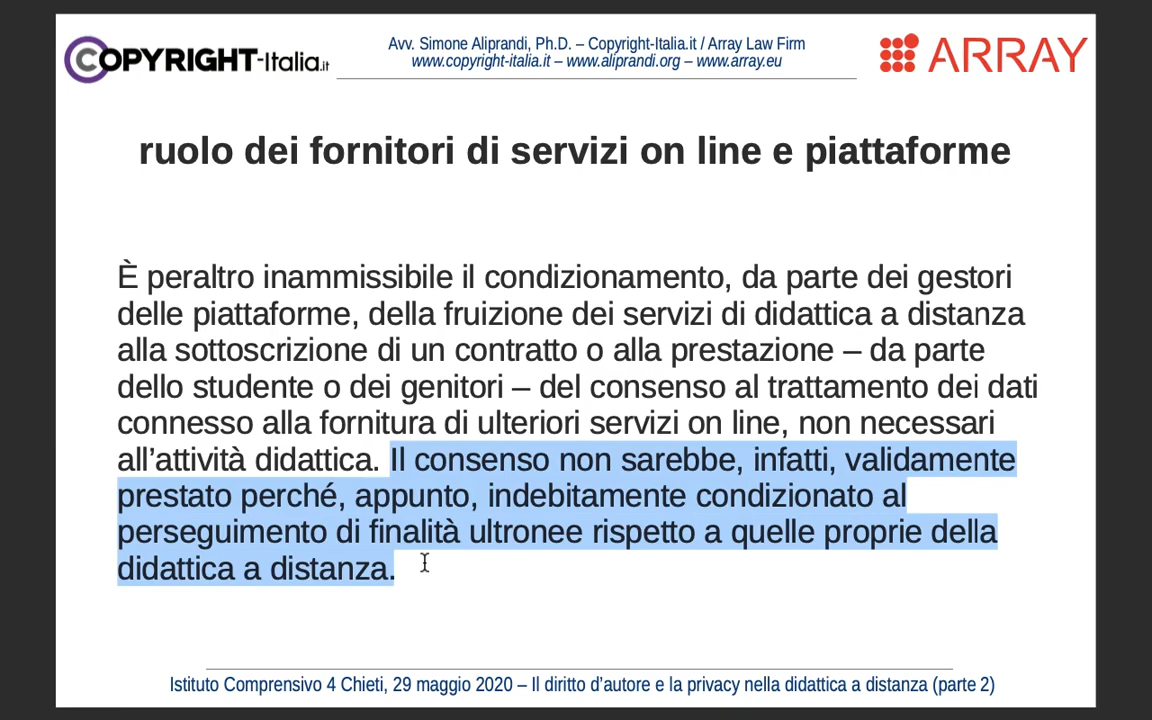 COPYRIGHT-Italia.it
Avv. Simone Aliprandi, Ph.D. – Copyright-Italia.it / Array Law Firm
www.copyright-italia.it – www.aliprandi.org – www.array.eu
ARRAY
ruolo dei fornitori di servizi on line e piattaforme
È peraltro inammissibile il condizionamento, da parte dei gestori
delle piattaforme, della fruizione dei servizi di didattica a distanza
alla sottoscrizione di un contratto o alla prestazione – da parte
dello studente o dei genitori – del consenso al trattamento dei dati
connesso alla fornitura di ulteriori servizi on line, non necessari
all’attività didattica. Il consenso non sarebbe, infatti, validamente
prestato perché, appunto, indebitamente condizionato al
perseguimento di finalità ultronee rispetto a quelle proprie della
didattica a distanza.
Istituto Comprensivo 4 Chieti, 29 maggio 2020 – Il diritto d’autore e la privacy nella didattica a distanza (parte 2)